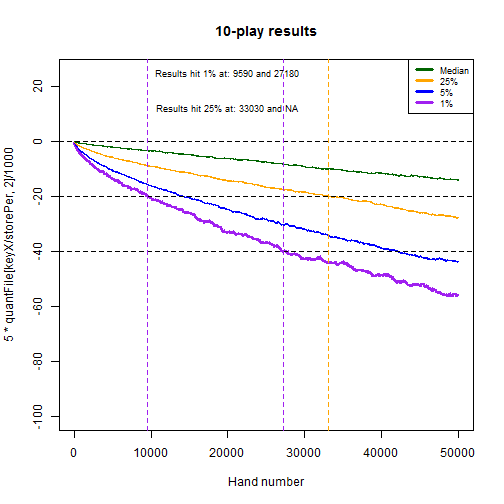 10-play results
Results hit 1% at: 9590 and 27180
Results hit 25% at: 33030 and NA
Median
25%
5%
1%
5 * quantFile[keyX/storePer, 2]/1000
20
0
-20
-40
-60
-80
-100
0 10000 20000 30000 40000 50000
Hand number